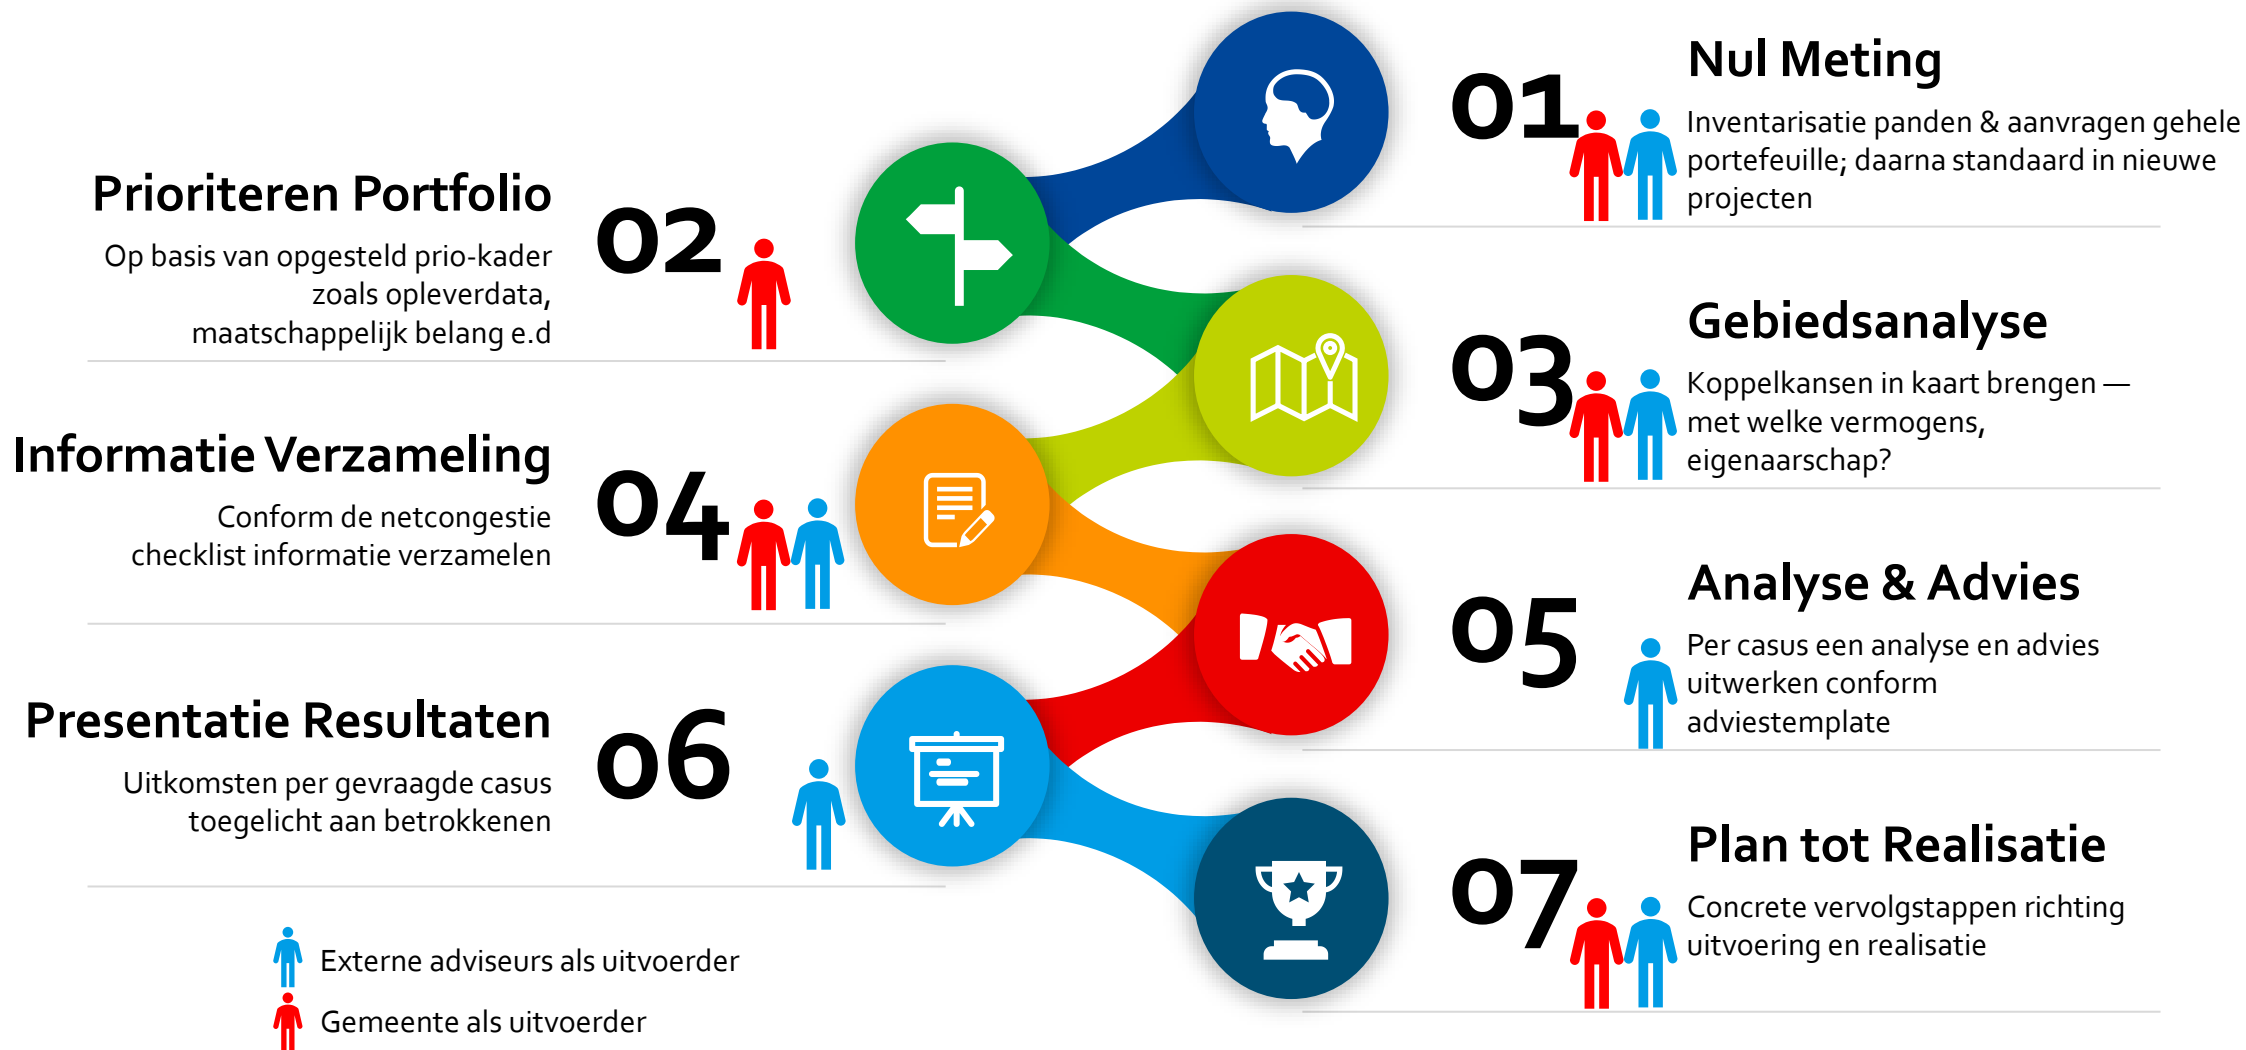 01
Nul Meting
Inventarisatie panden & aanvragen gehele
portefeuille; daarna standaard in nieuwe
projecten
Prioriteren Portfolio
02
Op basis van opgesteld prio-kader
zoals opleverdata,
maatschappelijk belang e.d
03
Gebiedsanalyse
Koppelkansen in kaart brengen —
met welke vermogens,
eigenaarschap?
Informatie Verzameling
04
Conform de netcongestie
checklist informatie verzamelen
05
Analyse & Advies
Per casus een analyse en advies
uitwerken conform
adviestemplate
Presentatie Resultaten
06
Uitkomsten per gevraagde casus
toegelicht aan betrokkenen
07
Plan tot Realisatie
Concrete vervolgstappen richting
uitvoering en realisatie
Externe adviseurs als uitvoerder
Gemeente als uitvoerder